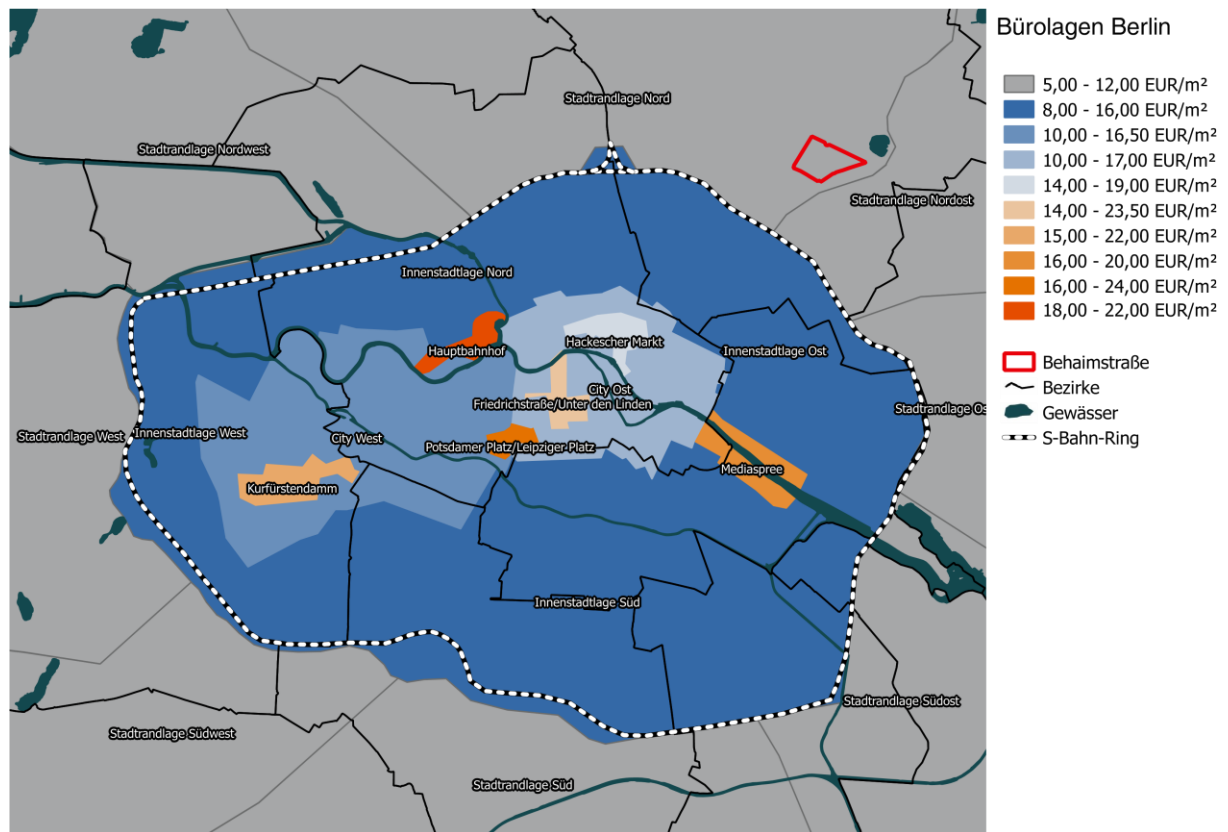 Bürolagen Berlin
5,00 - 12,00 EUR/m²
8,00 - 16,00 EUR/m²
10,00 - 16,50 EUR/m²
10,00 - 17,00 EUR/m²
14,00 - 19,00 EUR/m²
14,00 - 23,50 EUR/m²
15,00 - 22,00 EUR/m²
16,00 - 20,00 EUR/m²
16,00 - 24,00 EUR/m²
18,00 - 22,00 EUR/m²
Behaimstraße
Bezirke
Gewässer
S-Bahn-Ring
Stadtrandlage Nord
Stadtrandlage Nordwest
Stadtrandlage Nordost
Innenstadtlage Nord
Hackescher Markt
Hauptbahnhof
Innenstadtlage Ost
City Ost
Friedrichstraße/Unter den Linden
Stadtrandlage Os
Stadtrandlage West
Innenstadtlage West
City West
Potsdamer Platz/Leipziger-Platz
Mediaspree
Kurfürstendamm
Innenstadtlage Süd
Stadtrandlage Südost
Stadtrandlage Südwest
Stadtrandlage Süd